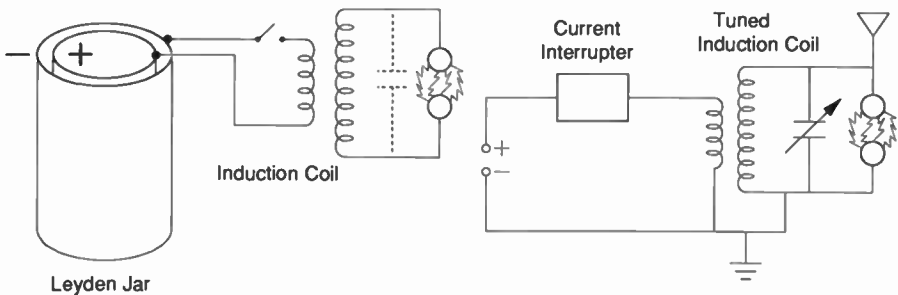 Current
Interrupter
Tuned
Induction Coil
− +
+
−
Induction Coil
Leyden Jar